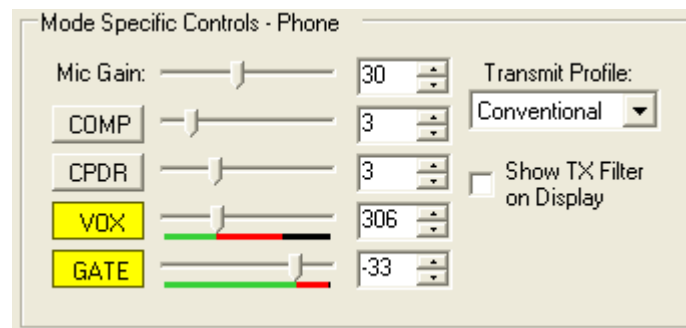 Mode Specific Controls - Phone
Mic Gain: 30 Transmit Profile:
COMP 3 Conventional
CPDR 3 Show TX Filter
on Display
VOX 306
GATE -33